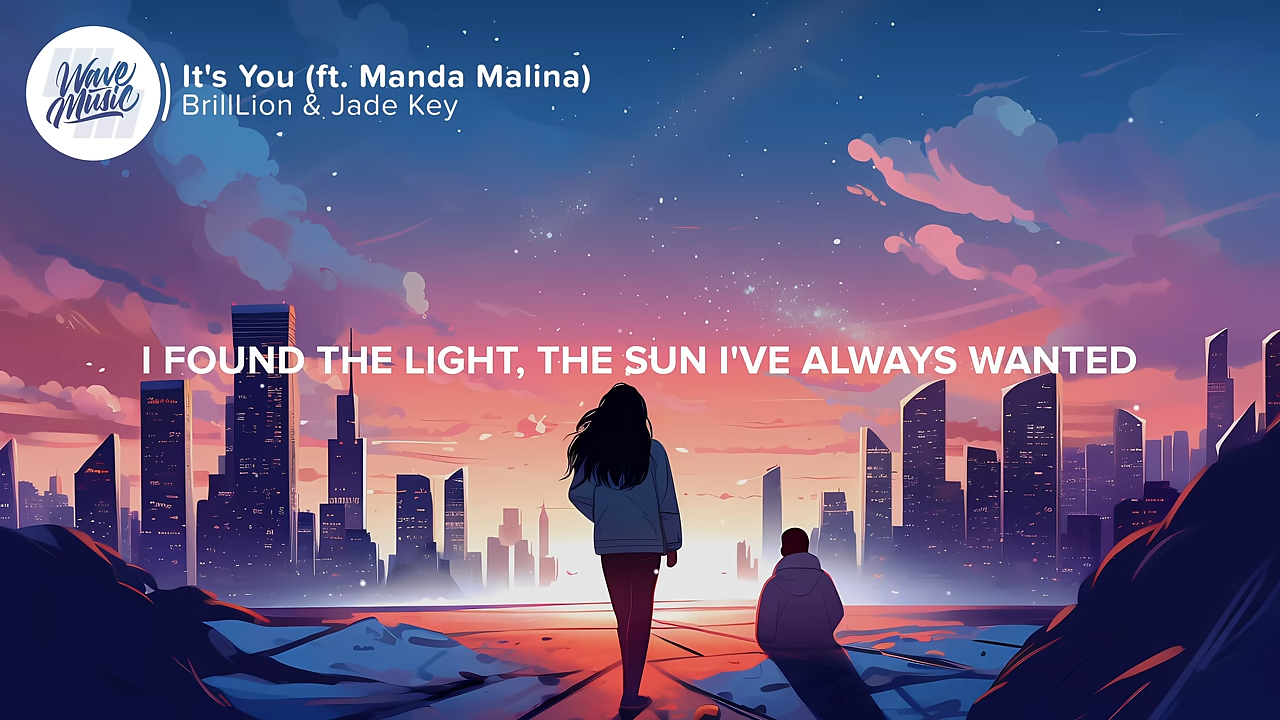 Wave
Music
It's You (ft. Manda Malina)
BrillLion & Jade Key
I FOUND THE LIGHT, THE SUN I'VE ALWAYS WANTED